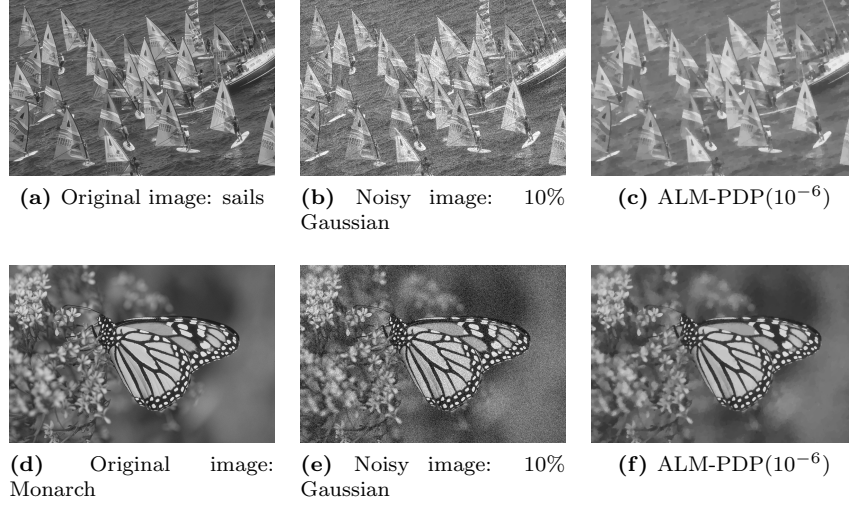 (a) Original image: sails
(b) Noisy image: 10%
Gaussian
(c) ALM-PDP(10⁻⁶)
(d) Original image:
Monarch
(e) Noisy image: 10%
Gaussian
(f) ALM-PDP(10⁻⁶)